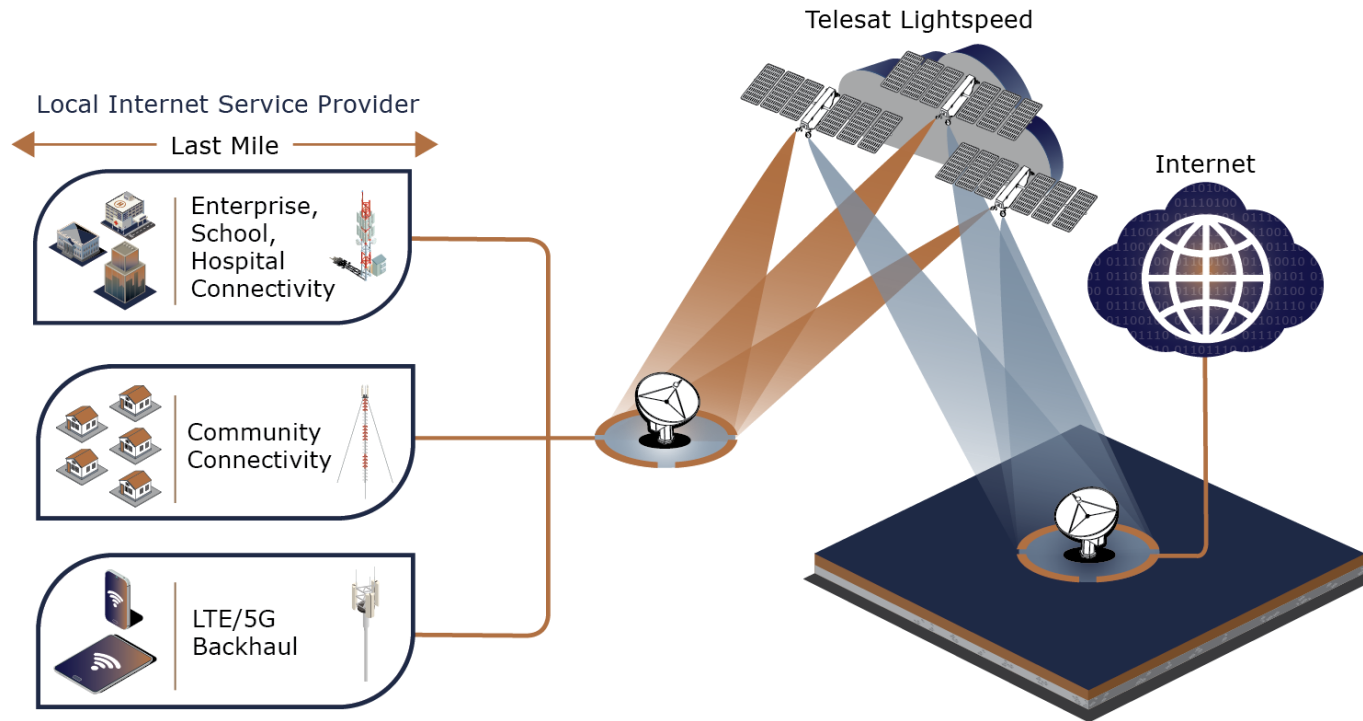 Telesat Lightspeed
Local Internet Service Provider
Last Mile
Internet
Enterprise,
School,
Hospital
Connectivity
Community
Connectivity
LTE/5G
Backhaul